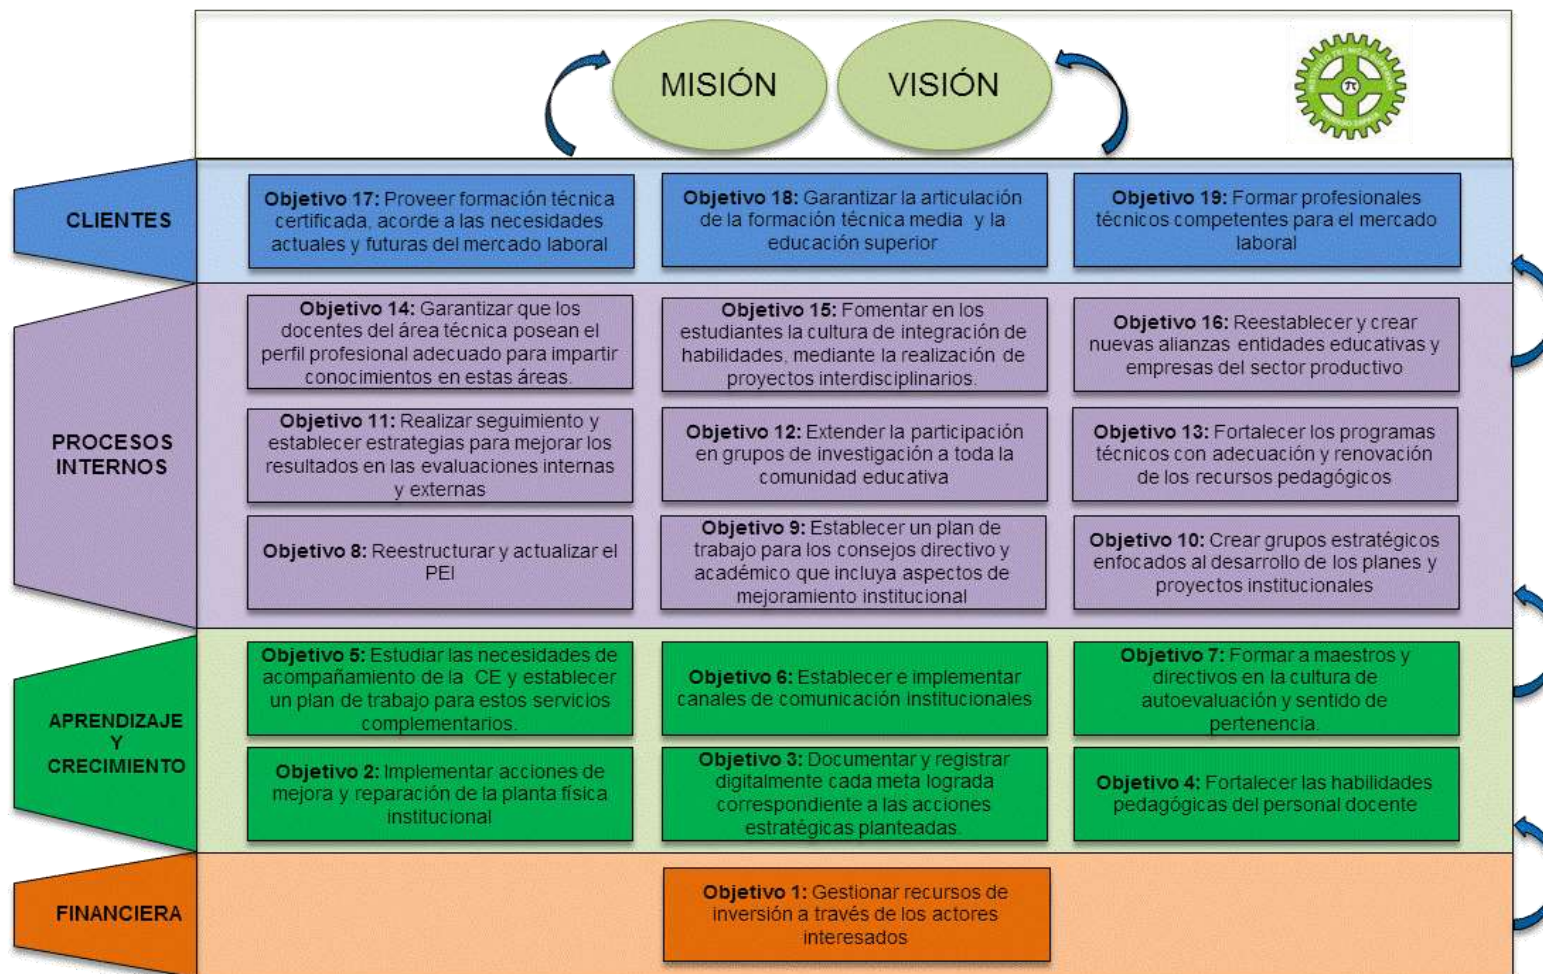 MISIÓN
VISIÓN
CLIENTES
Objetivo 17: Proveer formación técnica
certificada, acorde a las necesidades
actuales y futuras del mercado laboral
Objetivo 18: Garantizar la articulación
de la formación técnica media y la
educación superior
Objetivo 19: Formar profesionales
técnicos competentes para el mercado
laboral
PROCESOS
INTERNOS
Objetivo 14: Garantizar que los
docentes del área técnica posean el
perfil profesional adecuado para impartir
conocimientos en estas áreas.
Objetivo 15: Fomentar en los
estudiantes la cultura de integración de
habilidades, mediante la realización de
proyectos interdisciplinarios.
Objetivo 16: Reestablecer y crear
nuevas alianzas entidades educativas y
empresas del sector productivo
Objetivo 11: Realizar seguimiento y
establecer estrategias para mejorar los
resultados en las evaluaciones internas
y externas
Objetivo 12: Extender la participación
en grupos de investigación a toda la
comunidad educativa
Objetivo 13: Fortalecer los programas
técnicos con adecuación y renovación
de los recursos pedagógicos
Objetivo 8: Reestructurar y actualizar el
PEI
Objetivo 9: Establecer un plan de
trabajo para los consejos directivo y
académico que incluya aspectos de
mejoramiento institucional
Objetivo 10: Crear grupos estratégicos
enfocados al desarrollo de los planes y
proyectos institucionales
APRENDIZAJE
Y
CRECIMIENTO
Objetivo 5: Estudiar las necesidades de
acompañamiento de la CE y establecer
un plan de trabajo para estos servicios
complementarios.
Objetivo 6: Establecer e implementar
canales de comunicación institucionales
Objetivo 7: Formar a maestros y
directivos en la cultura de
autoevaluación y sentido de
pertenencia.
Objetivo 2: Implementar acciones de
mejora y reparación de la planta física
institucional
Objetivo 3: Documentar y registrar
digitalmente cada meta lograda
correspondiente a las acciones
estratégicas planteadas.
Objetivo 4: Fortalecer las habilidades
pedagógicas del personal docente
FINANCIERA
Objetivo 1: Gestionar recursos de
inversión a través de los actores
interesados